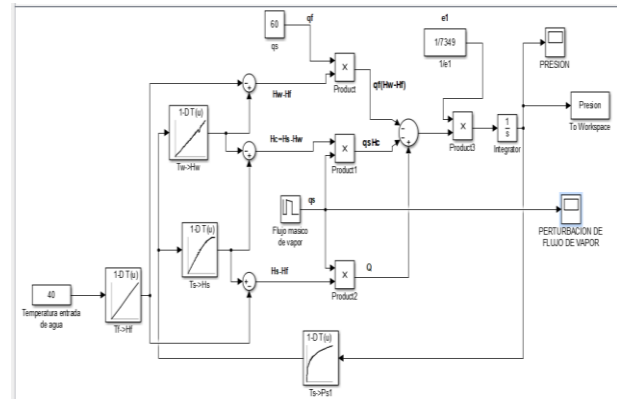 60
qs
qf
X
Product
Hw-Hf
e1
1/7349
1/e1
PRESION
qf(Hw-Hf)
Presion
To Workspace
X
Product3
1
s
Integrator
1-D T(u)
Tw->Hw
Hc=Hs-Hw
X
Product1
qsHc
qs
Flujo masico
de vapor
PERTURBACION DE
FLUJO DE VAPOR
1-D T(u)
Ts->Hs
Hs-Hf
X
Product2
Q
40
Temperatura entrada
de agua
1-D T(u)
Tf->Hf
1-D T(u)
Ts->Ps1